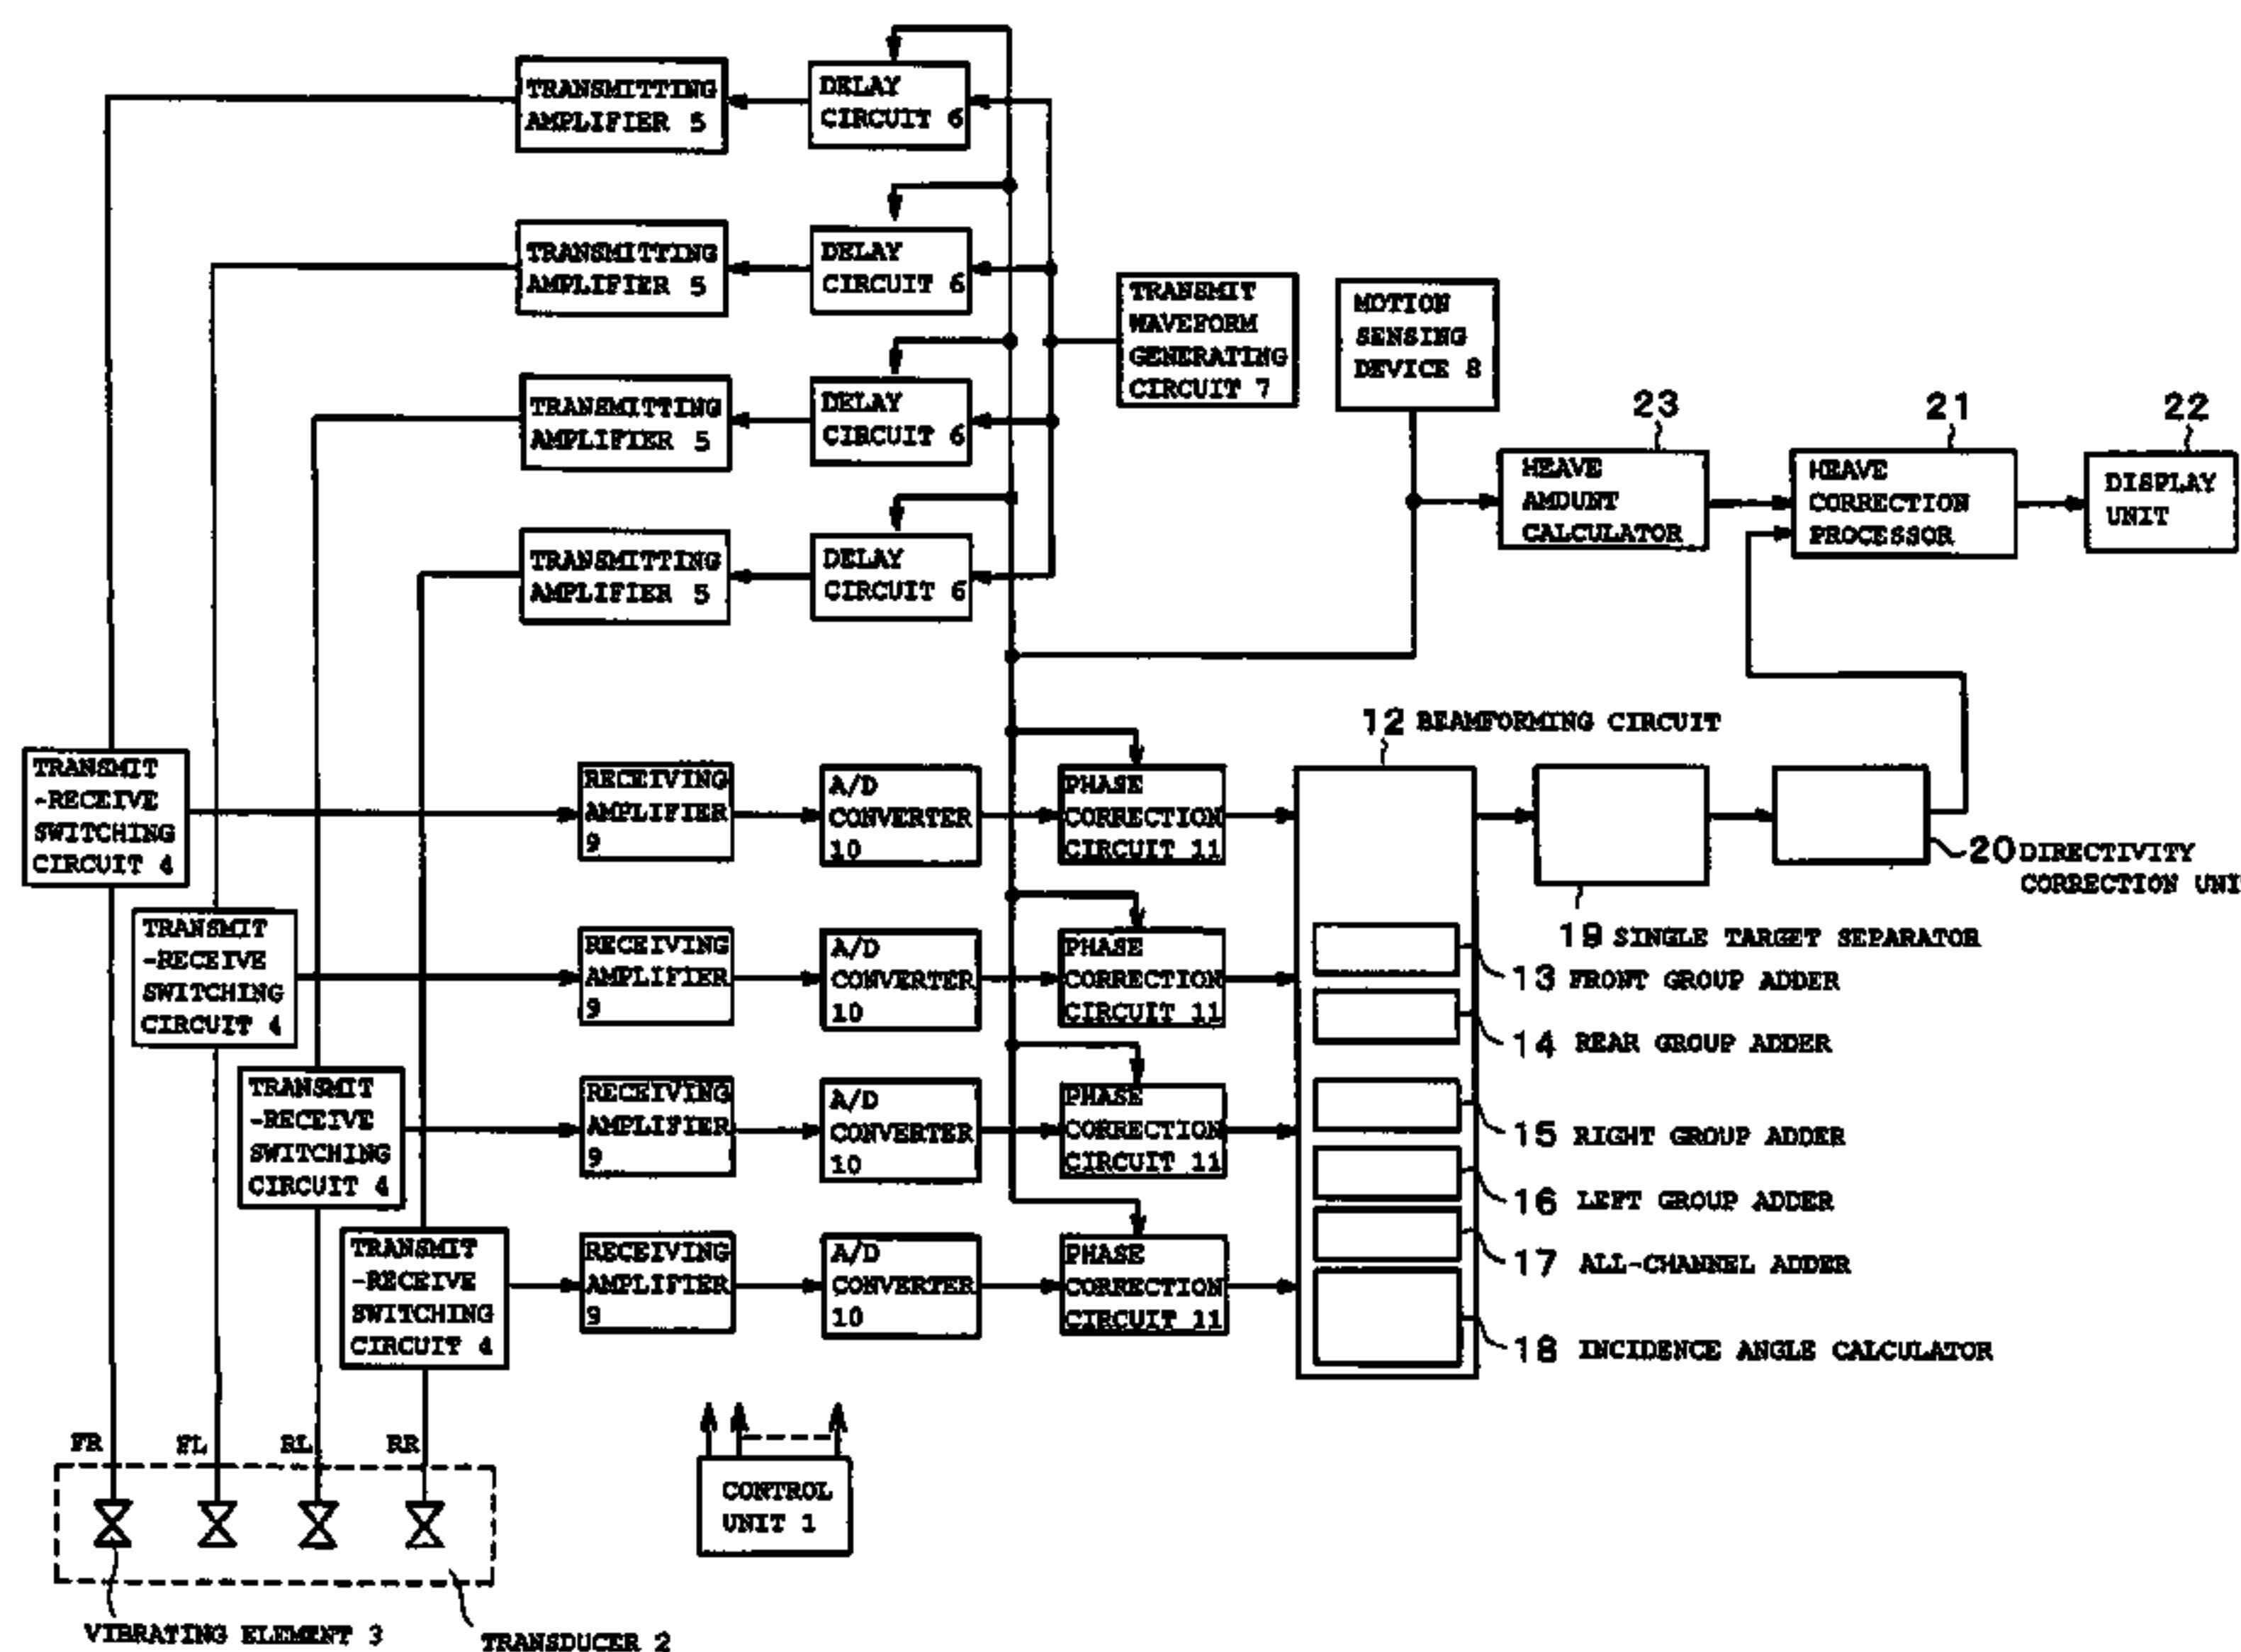 TRANSMITTING
AMPLIFIER 5
DELAY
CIRCUIT 6
TRANSMITTING
AMPLIFIER 5
DELAY
CIRCUIT 6
TRANSMIT
WAVEFORM
GENERATING
CIRCUIT 7
MOTION
SENSING
DEVICE 8
TRANSMITTING
AMPLIFIER 5
DELAY
CIRCUIT 6
23
21
22
HEAVE
AMOUNT
CALCULATOR
HEAVE
CORRECTION
PROCESSOR
DISPLAY
UNIT
TRANSMITTING
AMPLIFIER 5
DELAY
CIRCUIT 6
12 BEAMFORMING CIRCUIT
TRANSMIT
-RECEIVE
SWITCHING
CIRCUIT 4
RECEIVING
AMPLIFIER
9
A/D
CONVERTER
10
PHASE
CORRECTION
CIRCUIT 11
20 DIRECTIVITY
CORRECTION UNI
19 SINGLE TARGET SEPARATOR
TRANSMIT
-RECEIVE
SWITCHING
CIRCUIT 4
RECEIVING
AMPLIFIER
9
A/D
CONVERTER
10
PHASE
CORRECTION
CIRCUIT 11
13 FRONT GROUP ADDER
14 REAR GROUP ADDER
TRANSMIT
-RECEIVE
SWITCHING
CIRCUIT 4
RECEIVING
AMPLIFIER
9
A/D
CONVERTER
10
PHASE
CORRECTION
CIRCUIT 11
15 RIGHT GROUP ADDER
16 LEFT GROUP ADDER
TRANSMIT
-RECEIVE
SWITCHING
CIRCUIT 4
RECEIVING
AMPLIFIER
9
A/D
CONVERTER
10
PHASE
CORRECTION
CIRCUIT 11
17 ALL-CHANNEL ADDER
18 INCIDENCE ANGLE CALCULATOR
FR
FL
RL
RR
CONTROL
UNIT 1
VIBRATING ELEMENT 3
TRANSDUCER 2